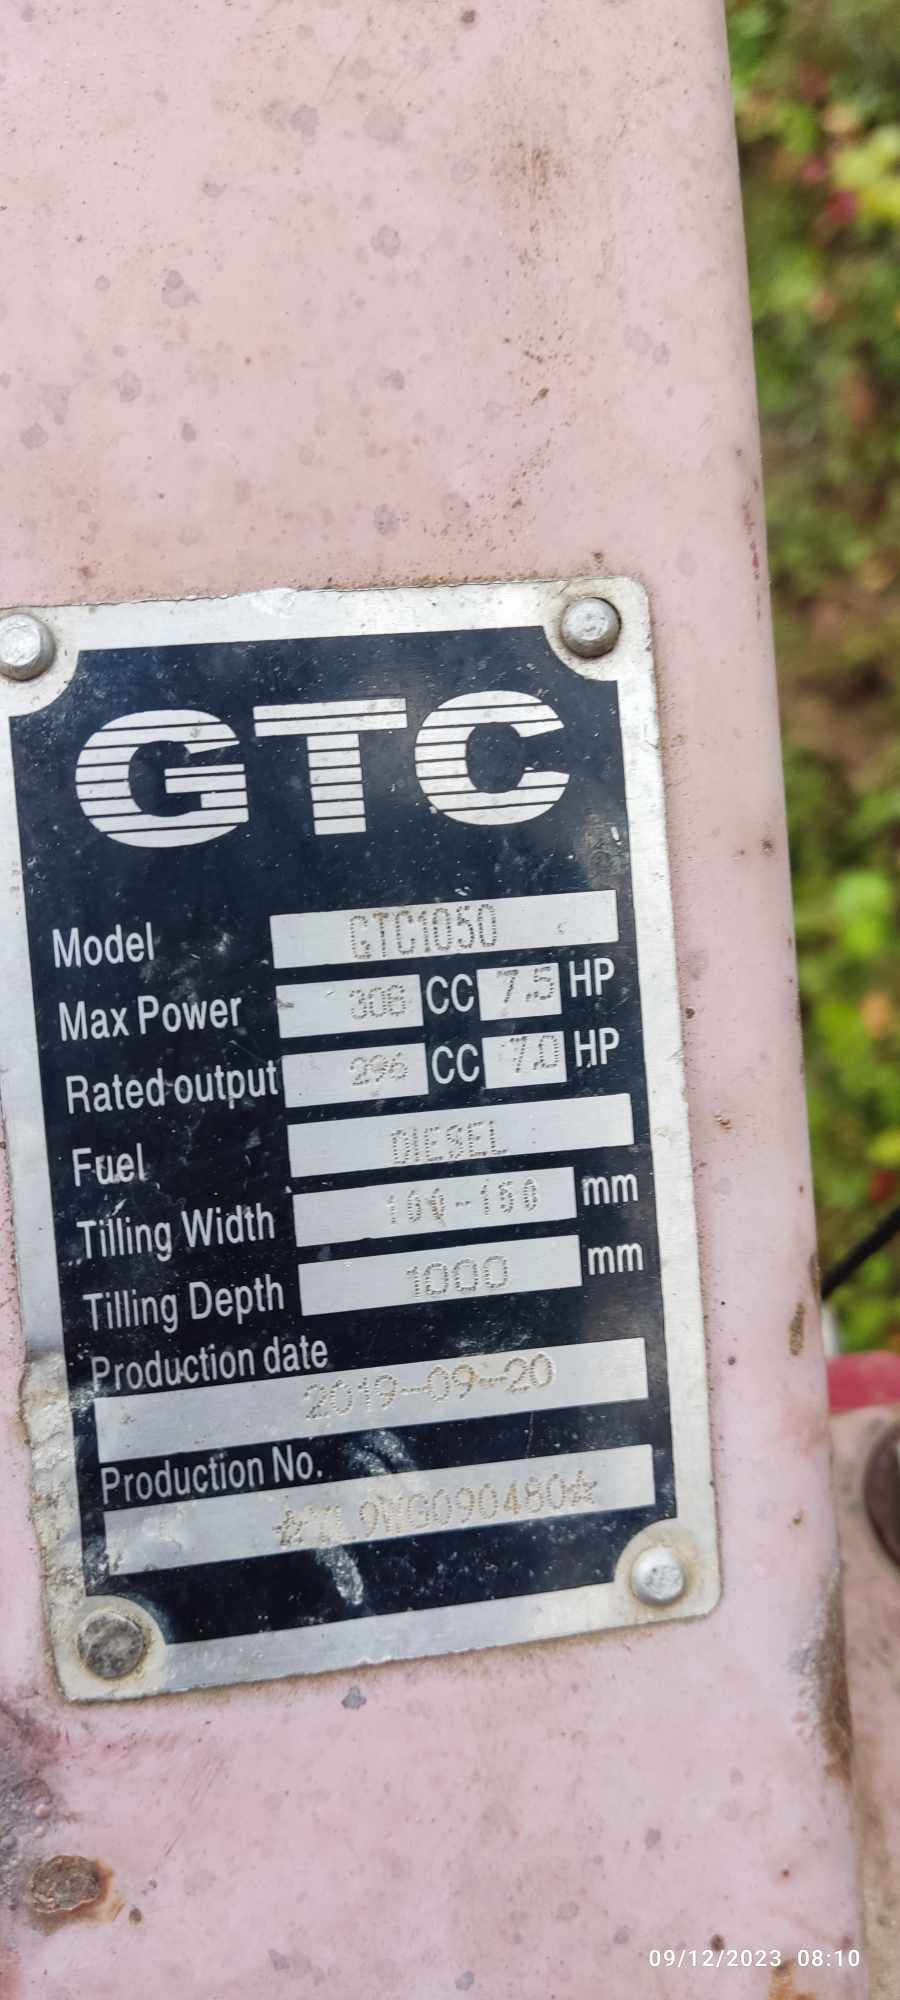 GTC
Model GTC1050
Max Power 306 CC 7.5 HP
Rated output 296 CC 7.0 HP
Fuel DIESEL
Tilling Width 100-150 mm
Tilling Depth 1000 mm
Production date
2019-09-20
Production No.
09/12/2023 08:10